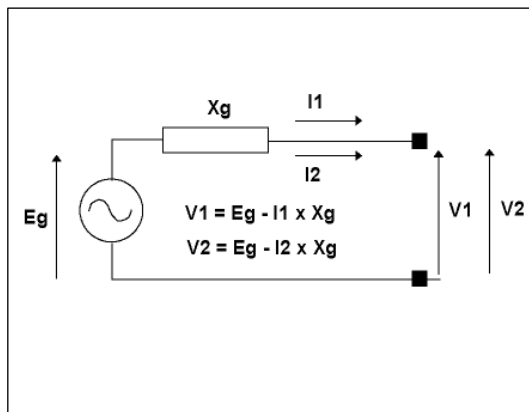 Xg
I1
I2
Eg
V1 = Eg - I1 x Xg
V2 = Eg - I2 x Xg
V1
V2